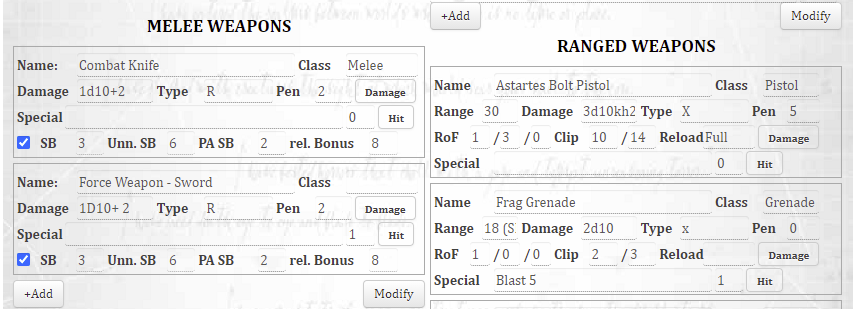 MELEE WEAPONS
Name: Combat Knife Class Melee
Damage 1d10+2 Type R Pen 2 Damage
Special 0 Hit
SB 3 Unn. SB 6 PA SB 2 rel. Bonus 8
Name: Force Weapon - Sword Class
Damage 1D10+ 2 Type R Pen 2 Damage
Special 1 Hit
SB 3 Unn. SB 6 PA SB 2 rel. Bonus 8
+Add Modify
+Add Modify
RANGED WEAPONS
Name Astartes Bolt Pistol Class Pistol
Range 30 Damage 3d10kh2 Type X Pen 5
RoF 1 / 3 / 0 Clip 10 / 14 Reload Full Damage
Special 0 Hit
Name Frag Grenade Class Grenade
Range 18 (S Damage 2d10 Type x Pen 0
RoF 1 / 0 / 0 Clip 2 / 3 Reload Damage
Special Blast 5 1 Hit